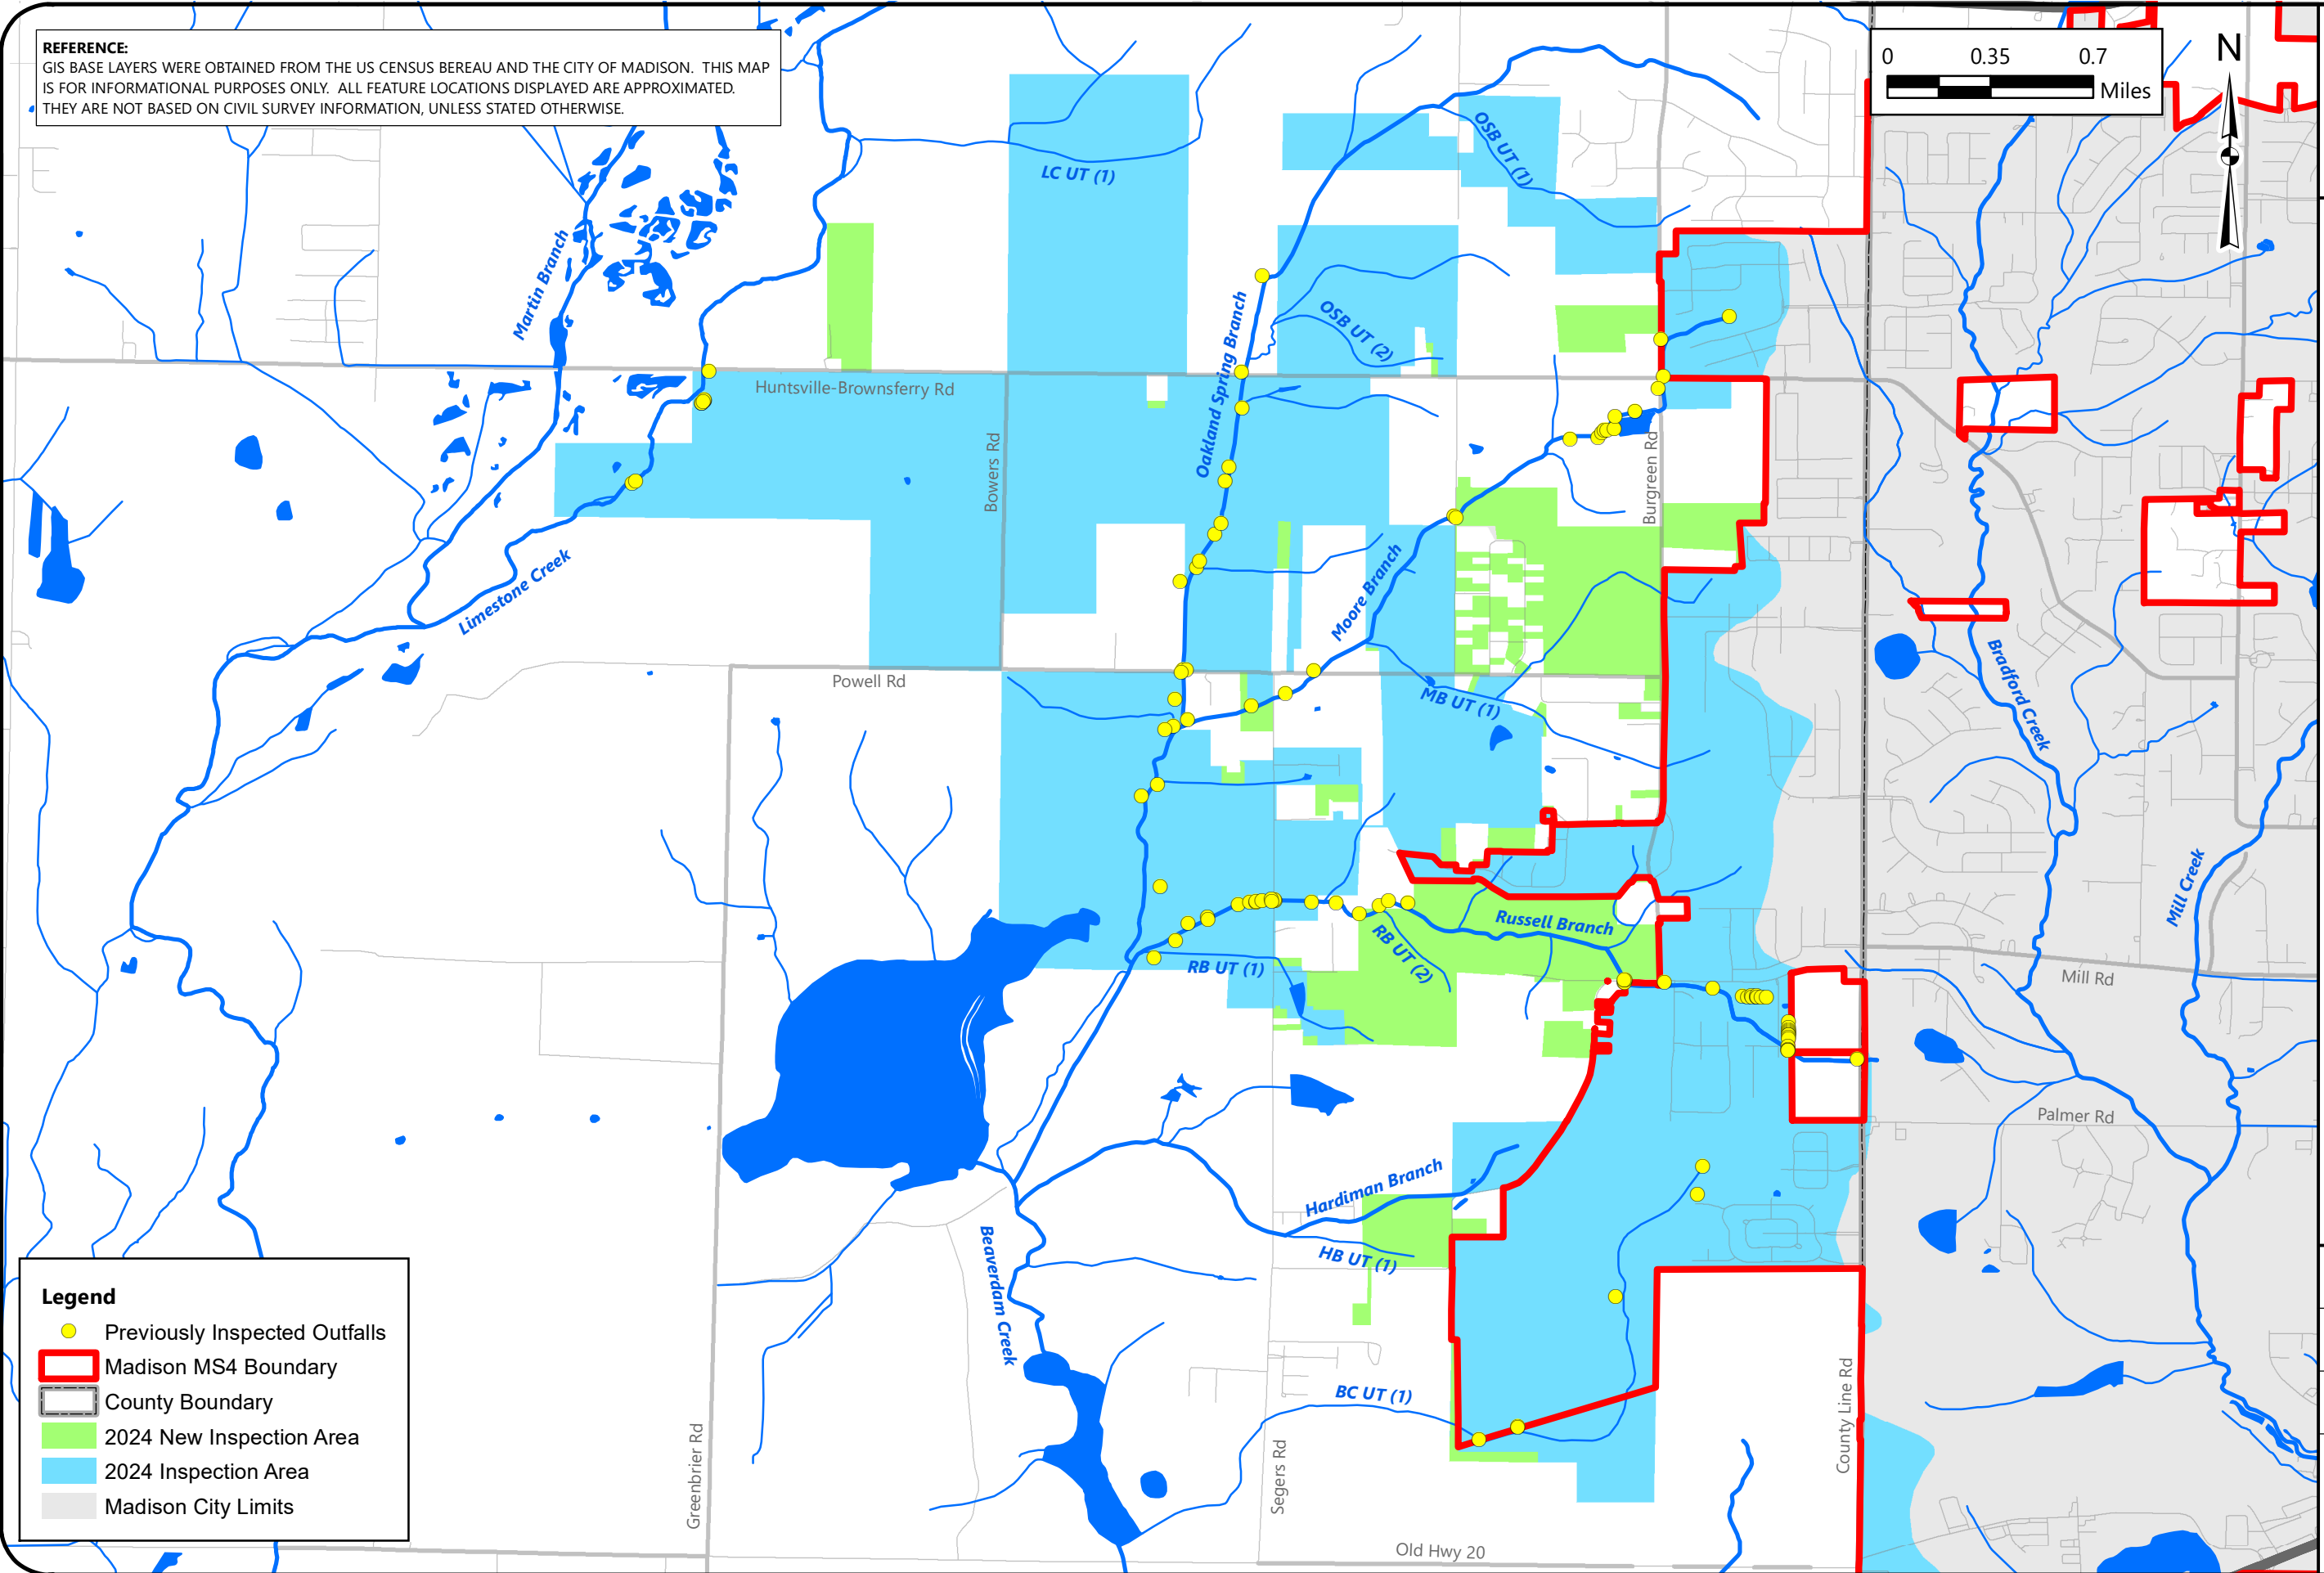 REFERENCE:
GIS BASE LAYERS WERE OBTAINED FROM THE US CENSUS BEREAU AND THE CITY OF MADISON. THIS MAP
IS FOR INFORMATIONAL PURPOSES ONLY. ALL FEATURE LOCATIONS DISPLAYED ARE APPROXIMATED.
THEY ARE NOT BASED ON CIVIL SURVEY INFORMATION, UNLESS STATED OTHERWISE.
0 0.35 0.7
Miles
N
OSB UT (1)
LC UT (1)
Martin Branch
OSB UT (2)
Oakland Spring Branch
Huntsville-Brownsferry Rd
Bowers Rd
Burgreen Rd
Limestone Creek
Moore Branch
Powell Rd
MB UT (1)
Bradford Creek
Mill Creek
Russell Branch
RB UT (2)
RB UT (1)
Mill Rd
Palmer Rd
Hardiman Branch
HB UT (1)
Beaverdam Creek
BC UT (1)
Greenbrier Rd
Segers Rd
County Line Rd
Old Hwy 20
Legend
Previously Inspected Outfalls
Madison MS4 Boundary
County Boundary
2024 New Inspection Area
2024 Inspection Area
Madison City Limits